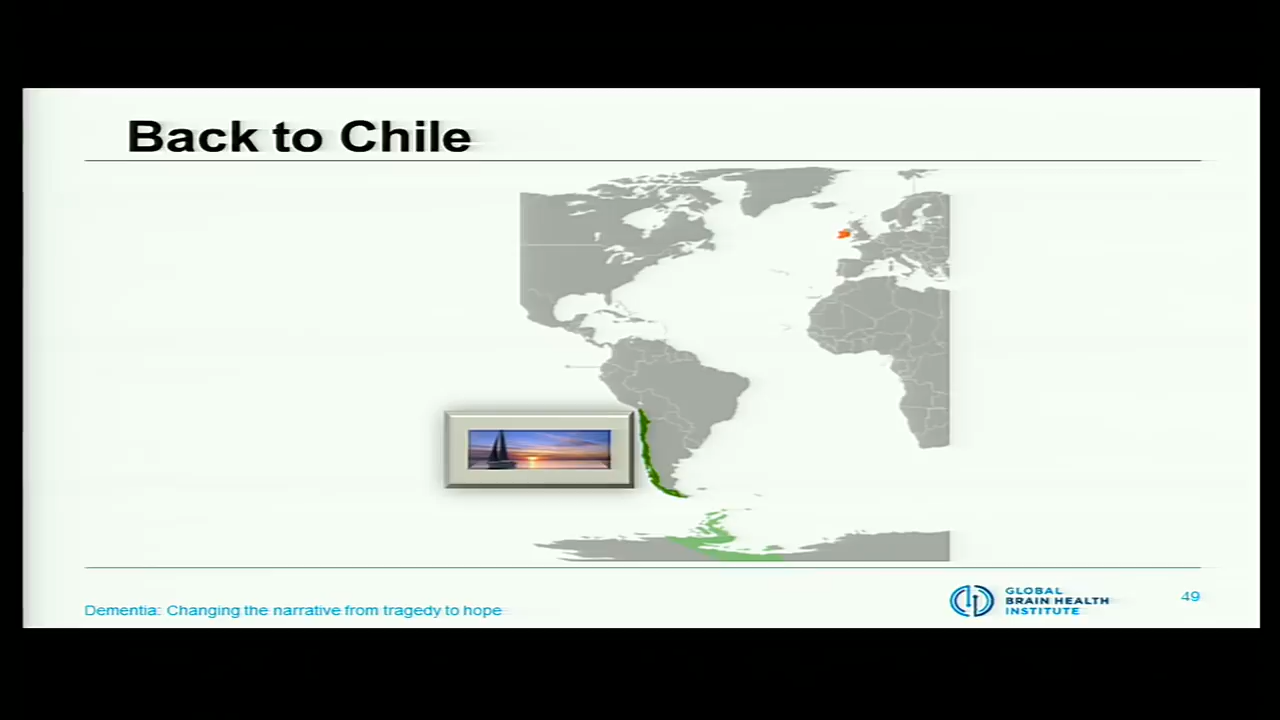 Back to Chile
Dementia: Changing the narrative from tragedy to hope
GLOBAL
BRAIN HEALTH
INSTITUTE
49